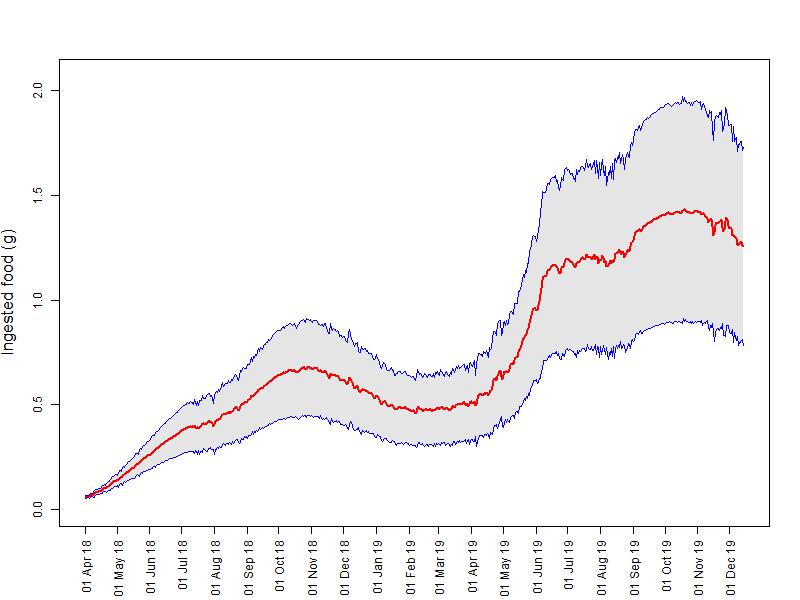 Ingested food (g)
2.0
1.5
1.0
0.5
0.0
01 Apr 18
01 May 18
01 Jun 18
01 Jul 18
01 Aug 18
01 Sep 18
01 Oct 18
01 Nov 18
01 Dec 18
01 Jan 19
01 Feb 19
01 Mar 19
01 Apr 19
01 May 19
01 Jun 19
01 Jul 19
01 Aug 19
01 Sep 19
01 Oct 19
01 Nov 19
01 Dec 19